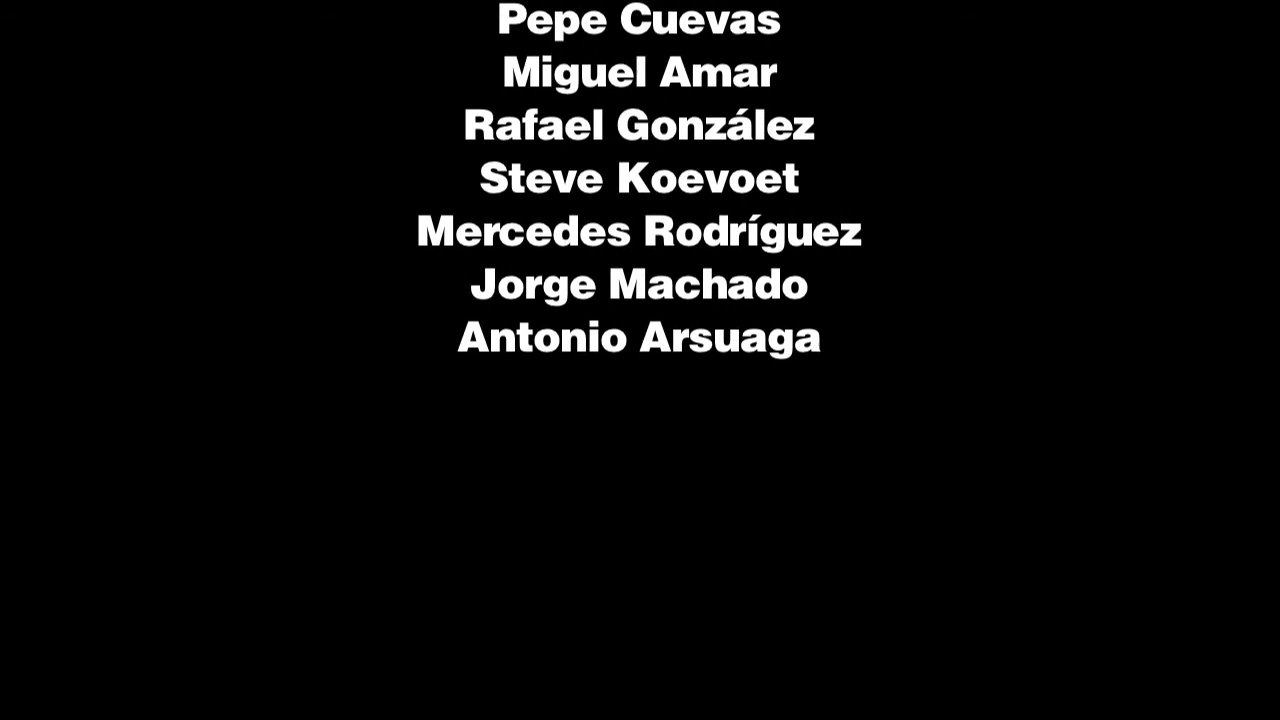 Pepe Cuevas
Miguel Amar
Rafael González
Steve Koevoet
Mercedes Rodríguez
Jorge Machado
Antonio Arsuaga